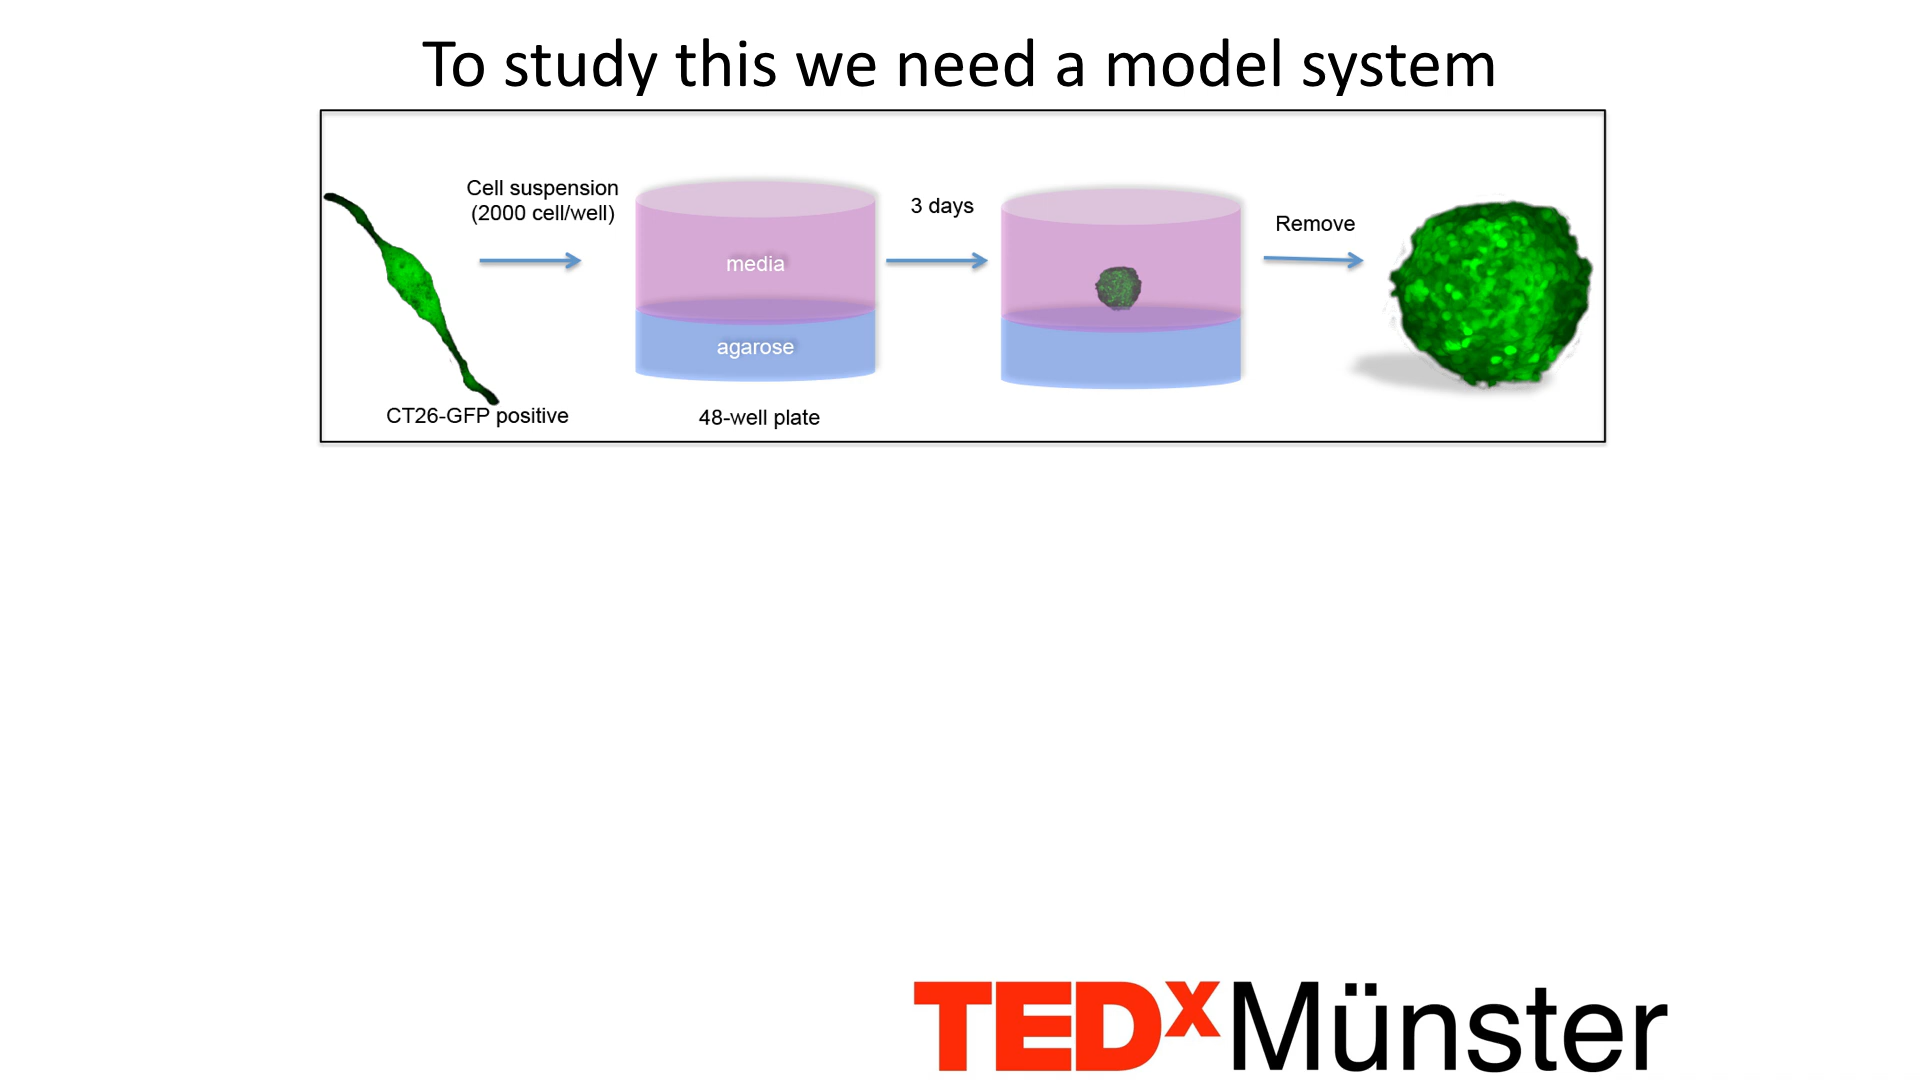 To study this we need a model system
Cell suspension
(2000 cell/well)
3 days
Remove
media
agarose
CT26-GFP positive
48-well plate
TEDxMünster